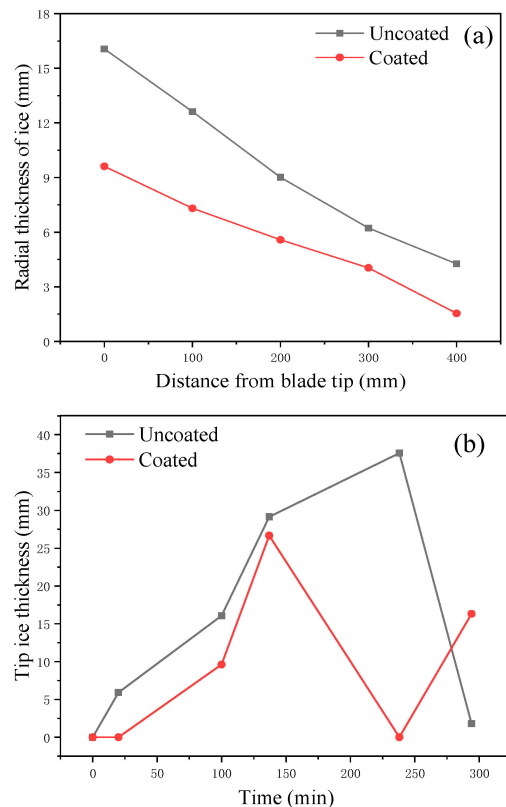 (a)
Uncoated
Coated
Radial thickness of ice (mm)
18
15
12
9
6
3
0
0 100 200 300 400
Distance from blade tip (mm)
(b)
Uncoated
Coated
Tip ice thickness (mm)
40
35
30
25
20
15
10
5
0
0 50 100 150 200 250 300
Time (min)